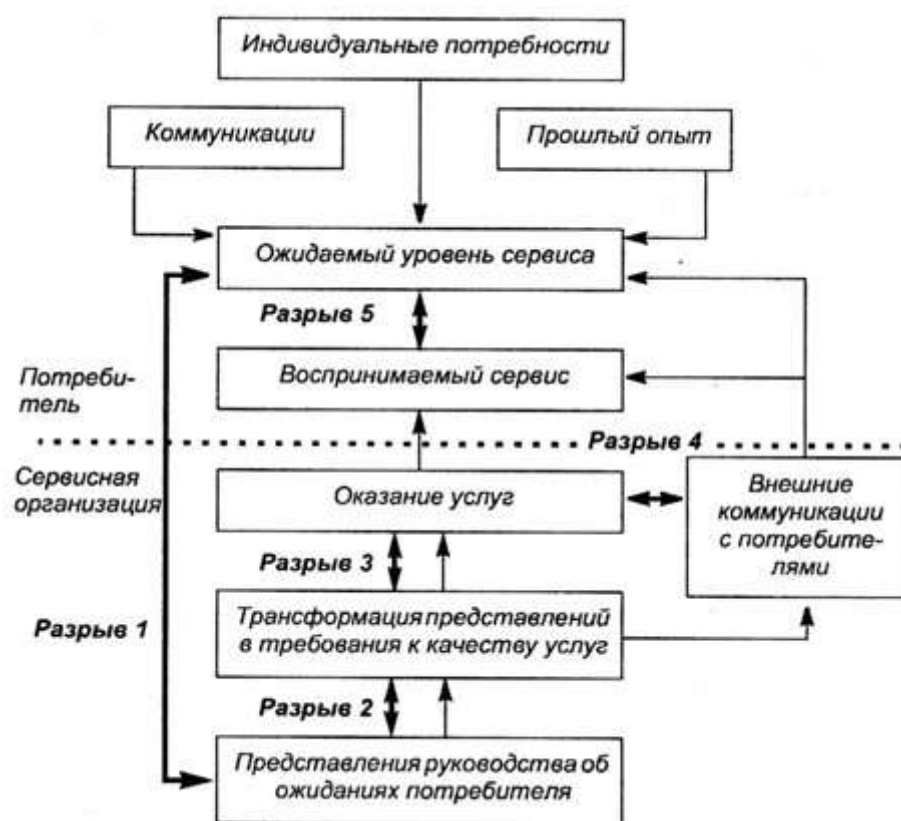 Индивидуальные потребности
Коммуникации
Прошлый опыт
Ожидаемый уровень сервиса
Разрыв 5
Воспринимаемый сервис
Потреби-
тель
Разрыв 4
Сервисная
организация
Оказание услуг
Внешние
коммуникации
с потребите-
лями
Разрыв 3
Трансформация представлений
в требования к качеству услуг
Разрыв 1
Разрыв 2
Представления руководства об
ожиданиях потребителя